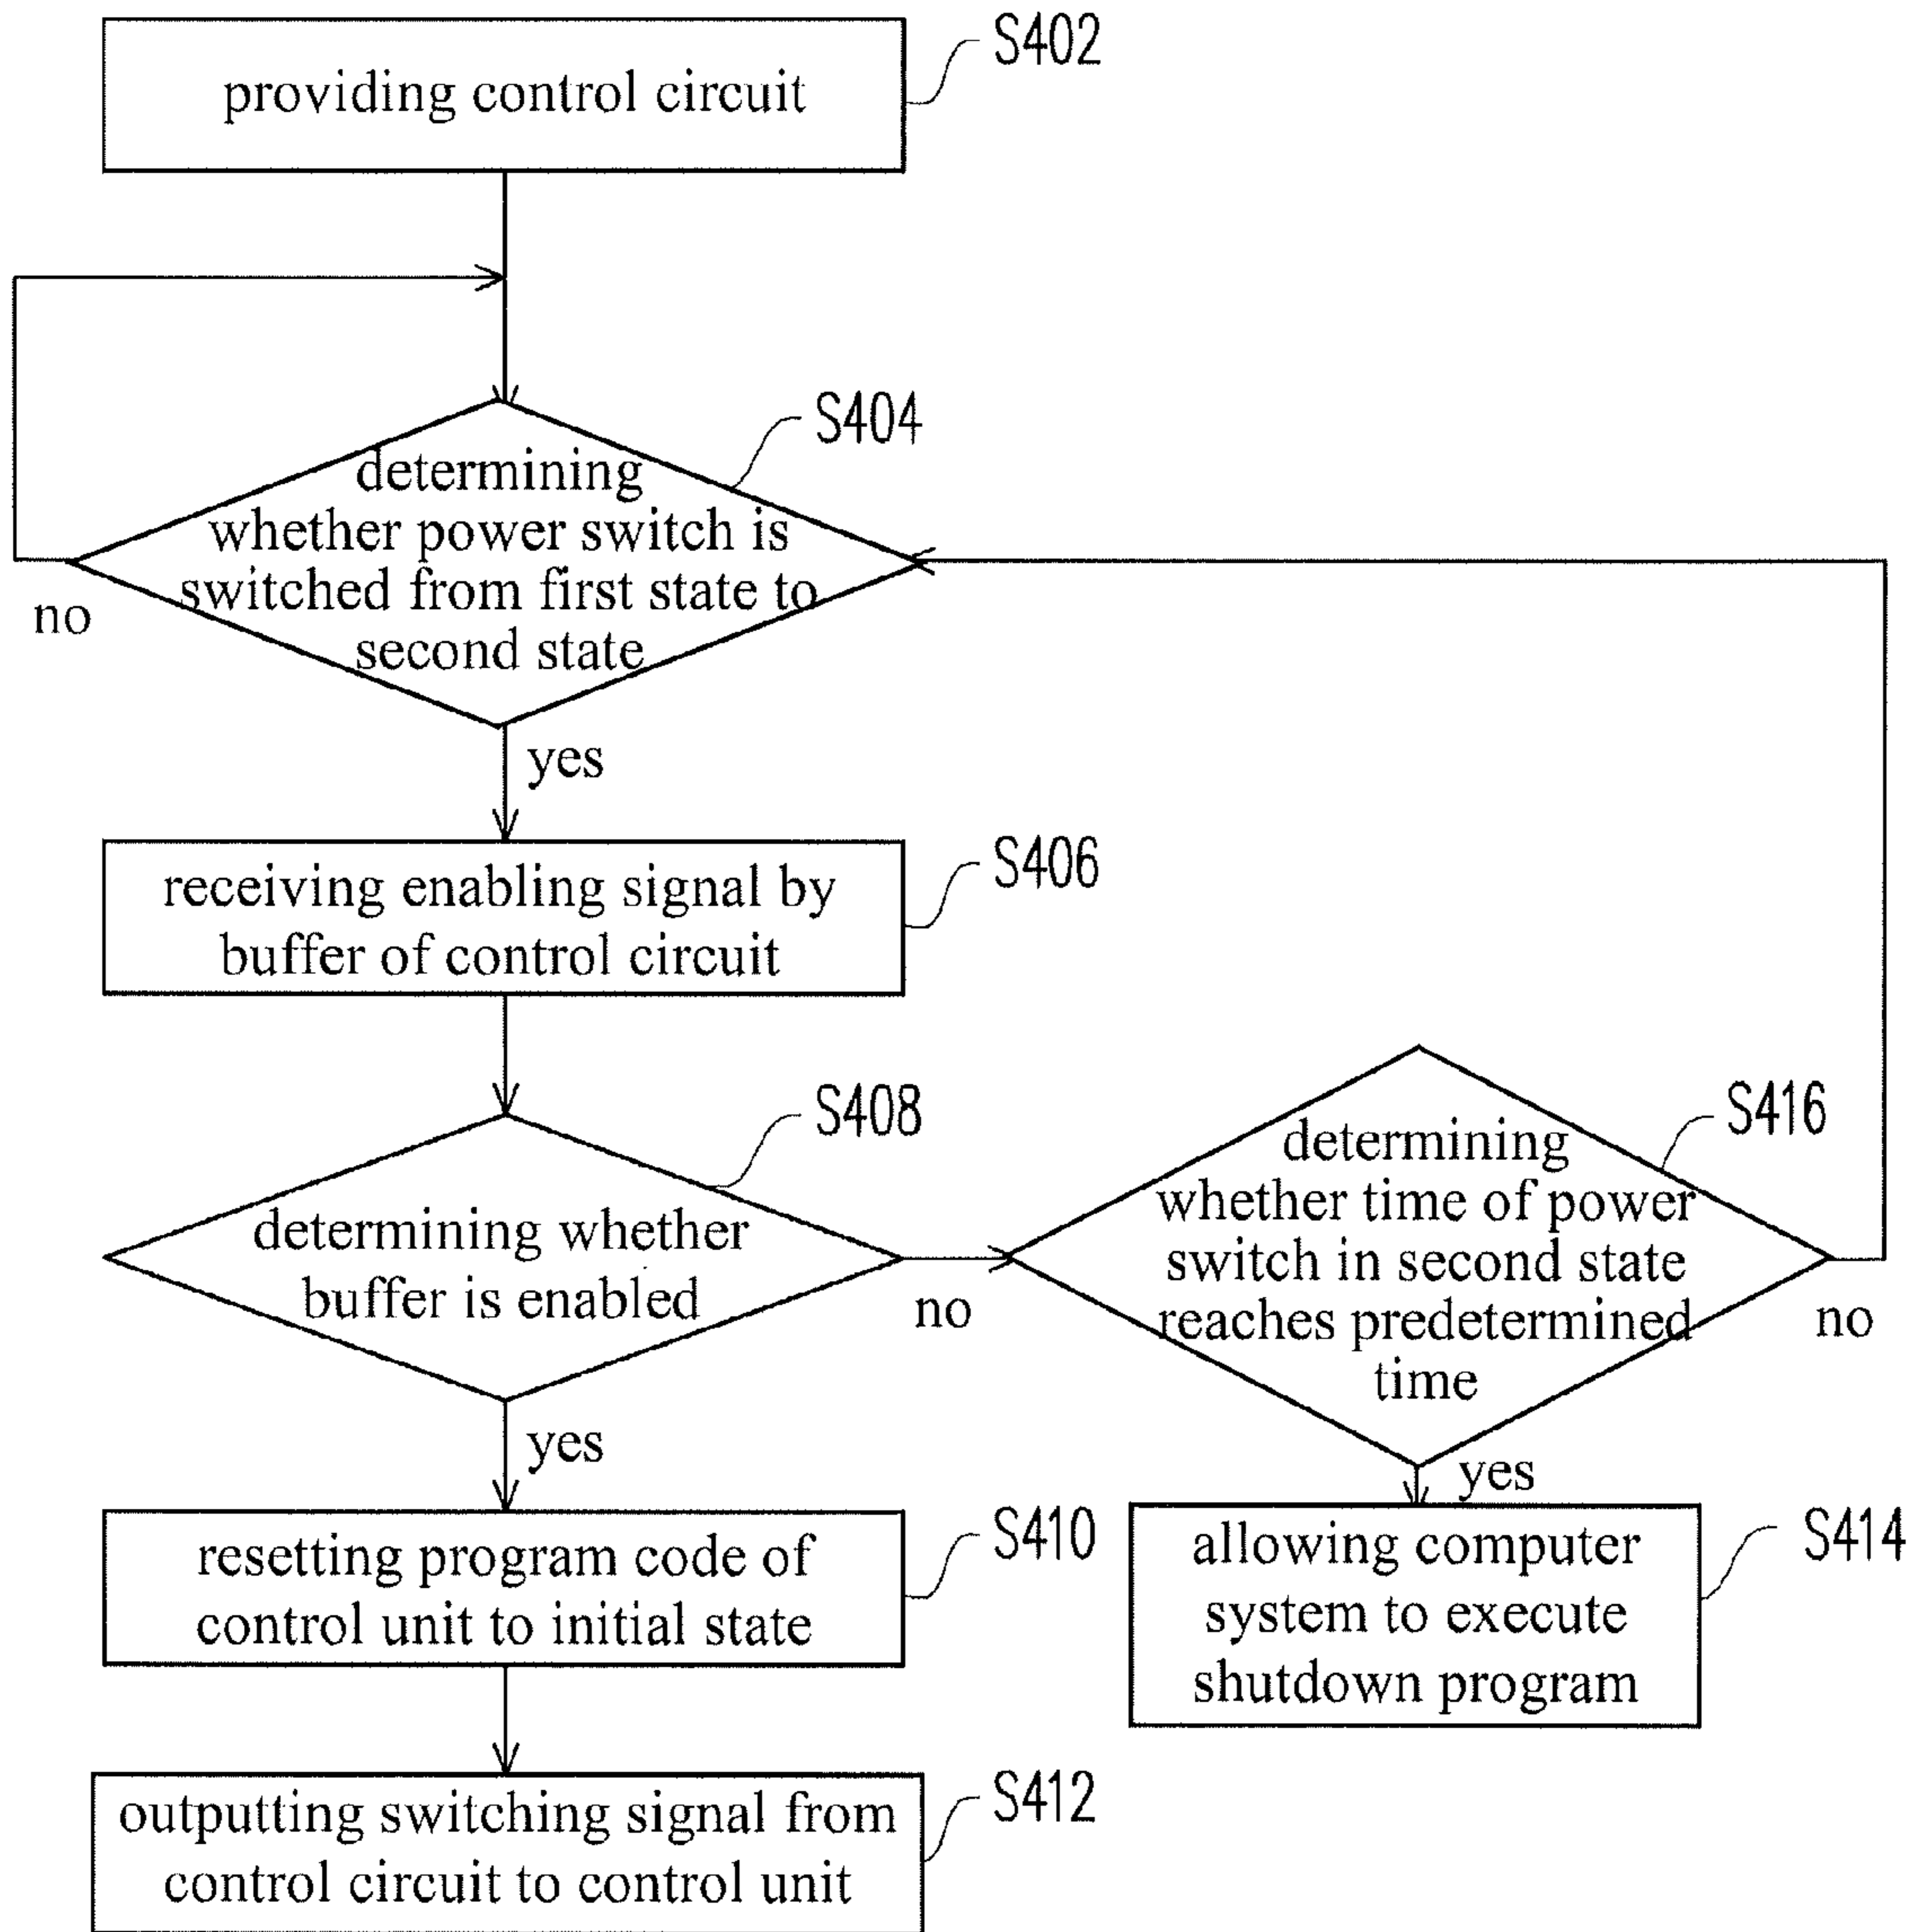 providing control circuit
S402
S404
determining
whether power switch is
switched from first state to
second state
no
yes
receiving enabling signal by
buffer of control circuit
S406
S408
determining whether
buffer is enabled
no
yes
S416
determining
whether time of power
switch in second state
reaches predetermined
time
no
yes
resetting program code of
control unit to initial state
S410
allowing computer
system to execute
shutdown program
S414
outputting switching signal from
control circuit to control unit
S412